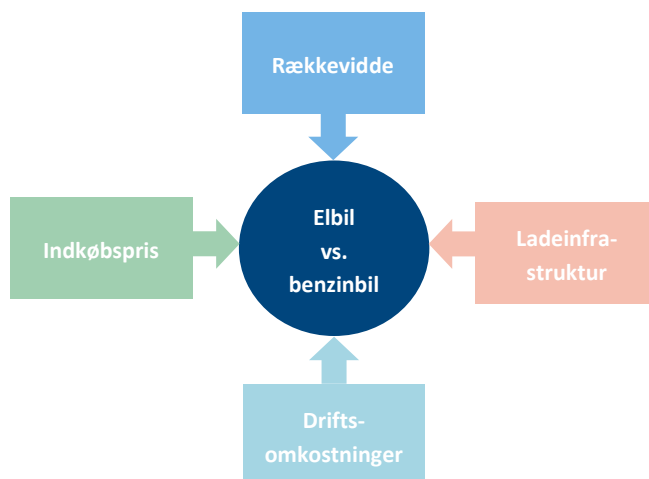 Rækkevidde
Indkøbspris
Elbil
vs.
benzinbil
Ladeinfra-
struktur
Drifts-
omkostninger